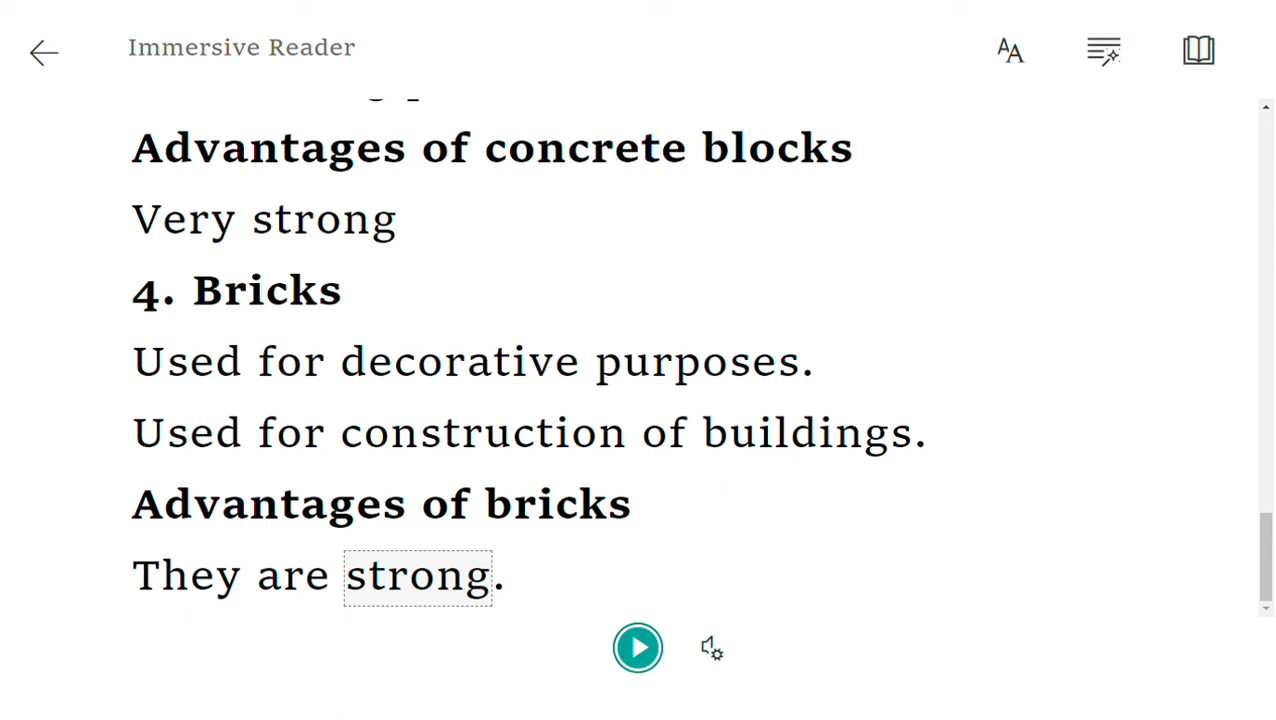 Immersive Reader
Advantages of concrete blocks
Very strong
4. Bricks
Used for decorative purposes.
Used for construction of buildings.
Advantages of bricks
They are strong.